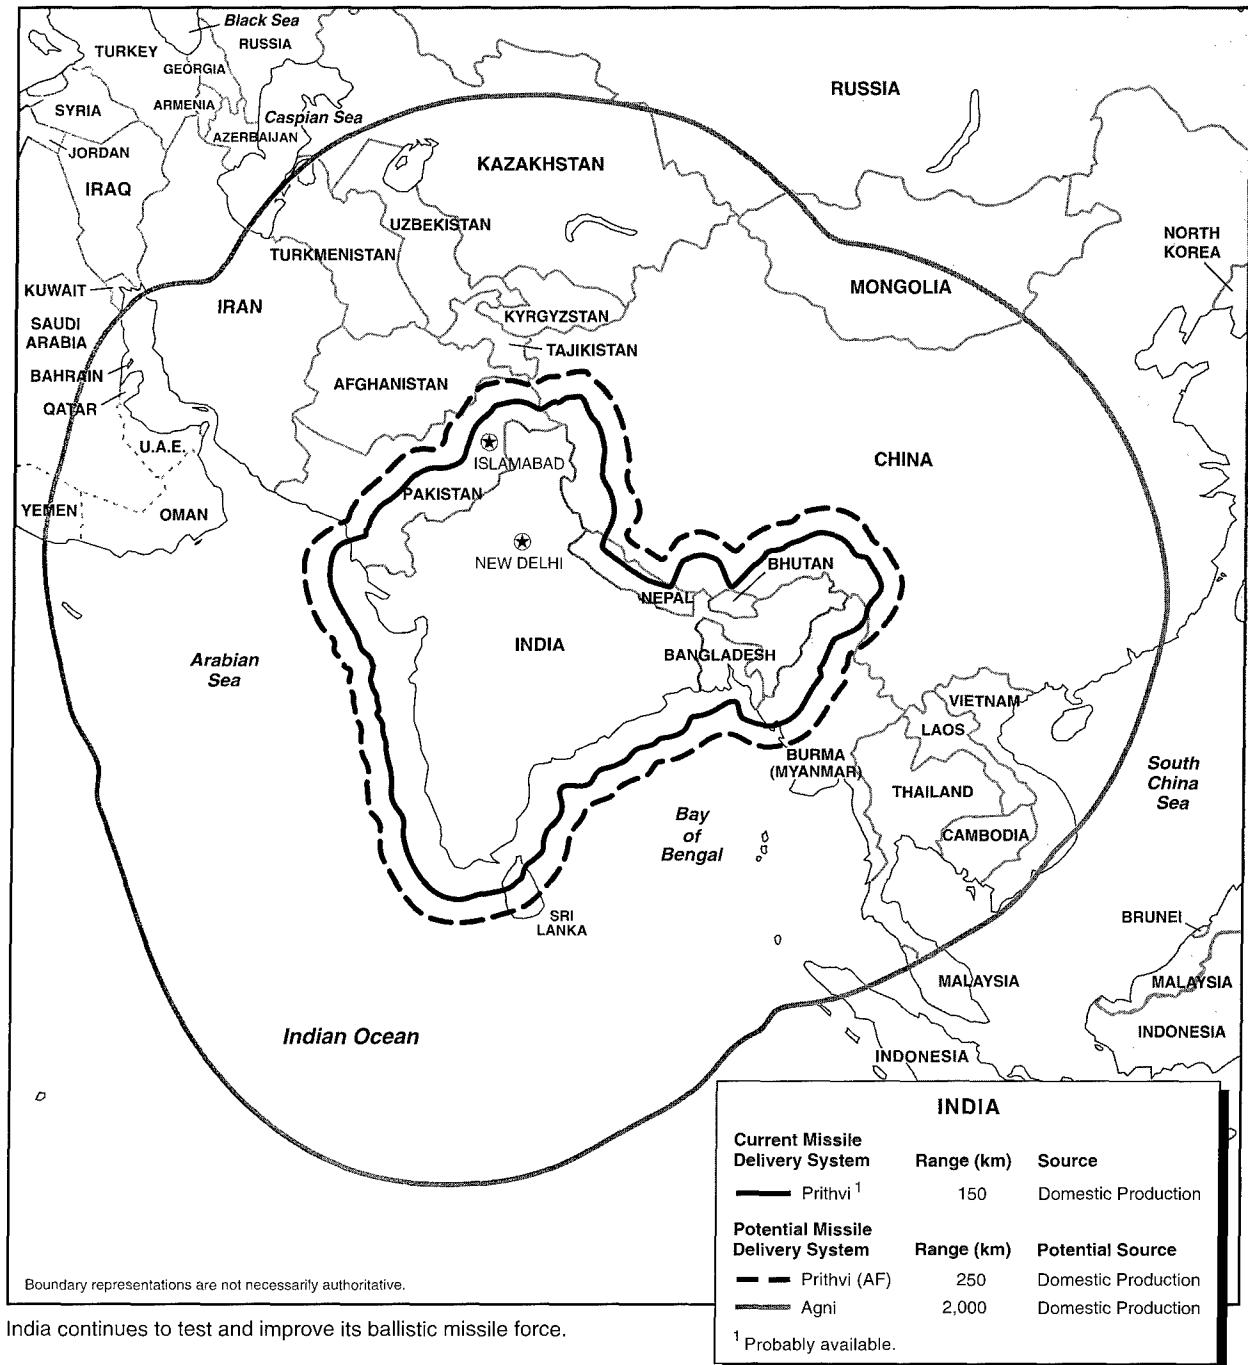 Black Sea
RUSSIA
TURKEY
GEORGIA
RUSSIA
SYRIA
ARMENIA
Caspian Sea
AZERBAIJAN
JORDAN
IRAQ
KAZAKHSTAN
UZBEKISTAN
TURKMENISTAN
NORTH
KOREA
KUWAIT
IRAN
MONGOLIA
KYRGYZSTAN
SAUDI
ARABIA
TAJIKISTAN
BAHRAIN
AFGHANISTAN
QATAR
U.A.E.
ISLAMABAD
CHINA
PAKISTAN
YEMEN
OMAN
NEW DELHI
BHUTAN
NEPAL
INDIA
BANGLADESH
Arabian
Sea
VIETNAM
LAOS
BURMA
(MYANMAR)
South
China
Sea
THAILAND
Bay
of
Bengal
CAMBODIA
SRI
LANKA
BRUNEI
MALAYSIA
MALAYSIA
INDONESIA
Indian Ocean
INDONESIA
INDIA
Current Missile
Delivery System Range (km) Source
Prithvi 1 150 Domestic Production
Potential Missile
Delivery System Range (km) Potential Source
Prithvi (AF) 250 Domestic Production
Agni 2,000 Domestic Production
1 Probably available.
Boundary representations are not necessarily authoritative.
India continues to test and improve its ballistic missile force.